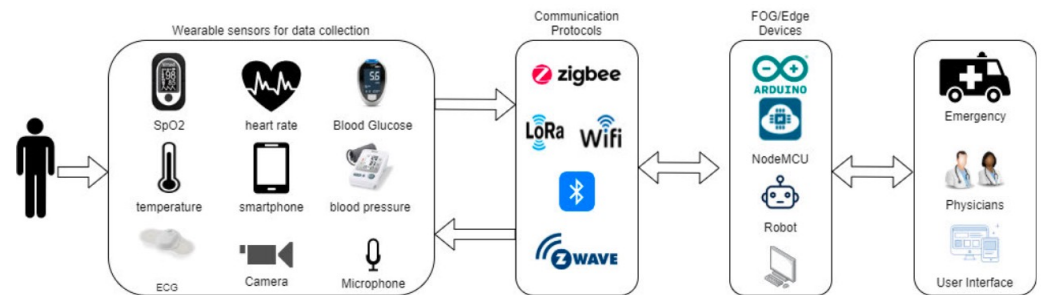 Wearable sensors for data collection
SpO2
heart rate
Blood Glucose
temperature
smartphone
blood pressure
ECG
Camera
Microphone
Communication
Protocols
zigbee
LoRa
Wifi
Z WAVE
FOG/Edge
Devices
ARDUINO
NodeMCU
Robot
Emergency
Physicians
User Interface